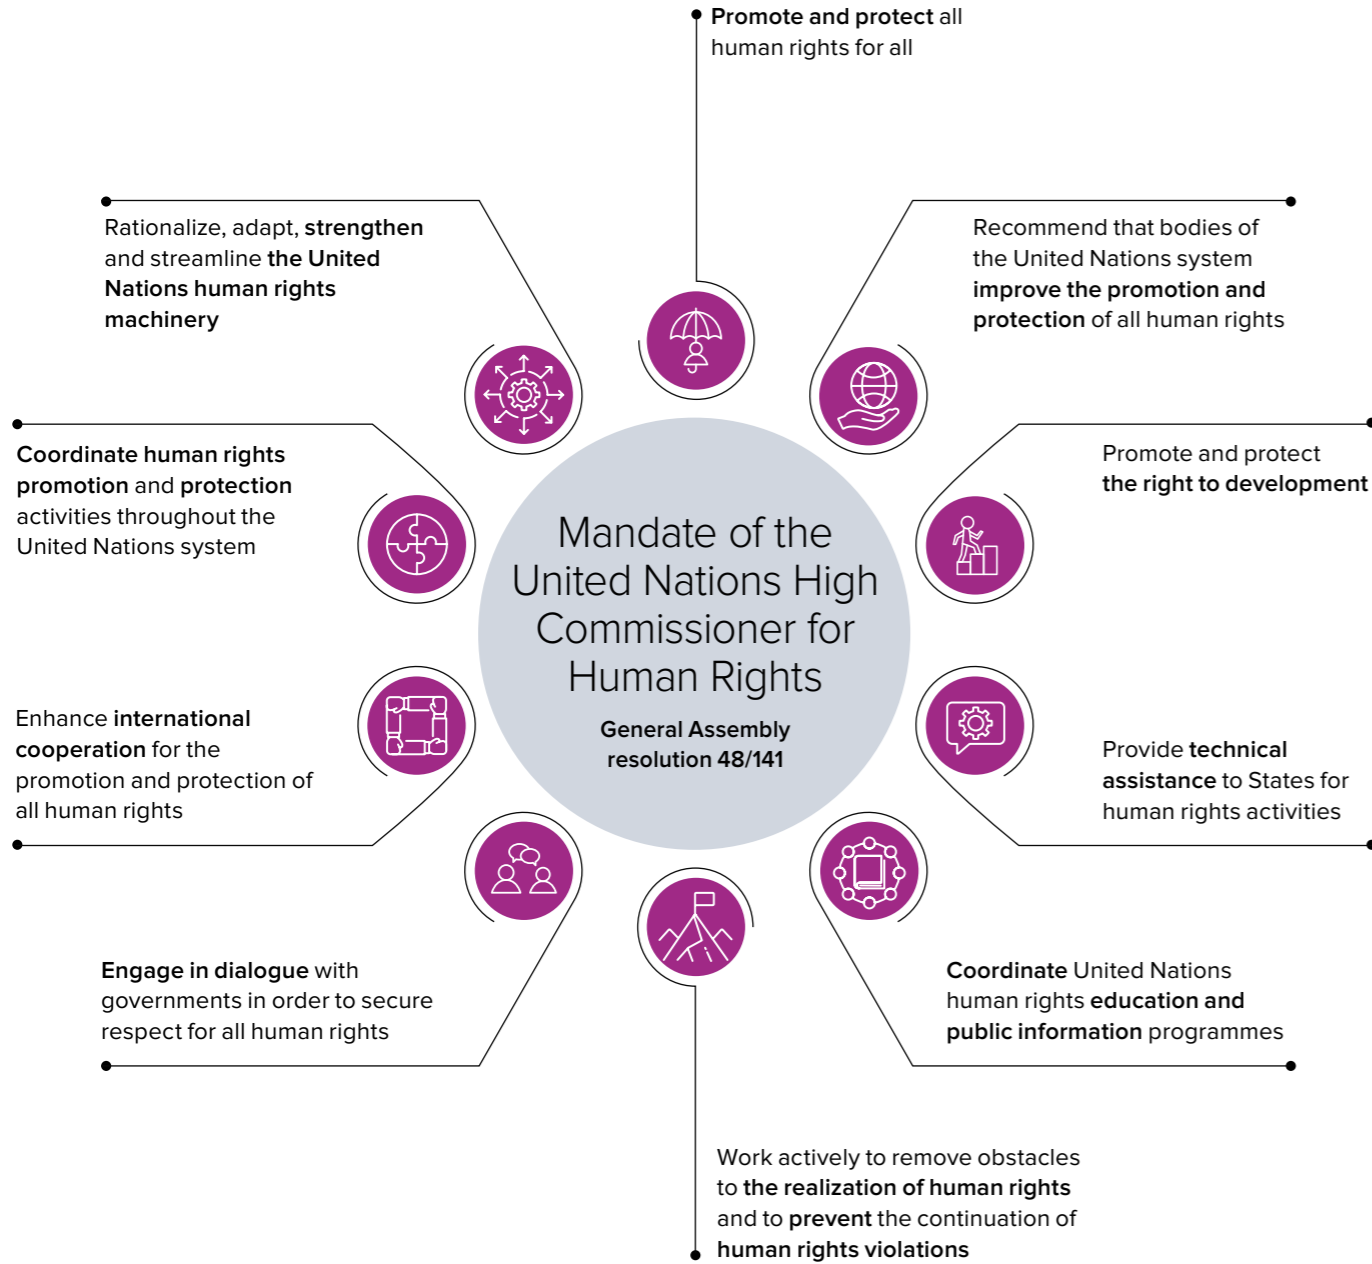 Promote and protect all
human rights for all
Rationalize, adapt, strengthen
and streamline the United
Nations human rights
machinery
Recommend that bodies of
the United Nations system
improve the promotion and
protection of all human rights
Coordinate human rights
promotion and protection
activities throughout the
United Nations system
Promote and protect
the right to development
Mandate of the
United Nations High
Commissioner for
Human Rights
General Assembly
resolution 48/141
Enhance international
cooperation for the
promotion and protection of
all human rights
Provide technical
assistance to States for
human rights activities
Engage in dialogue with
governments in order to secure
respect for all human rights
Coordinate United Nations
human rights education and
public information programmes
Work actively to remove obstacles
to the realization of human rights
and to prevent the continuation of
human rights violations